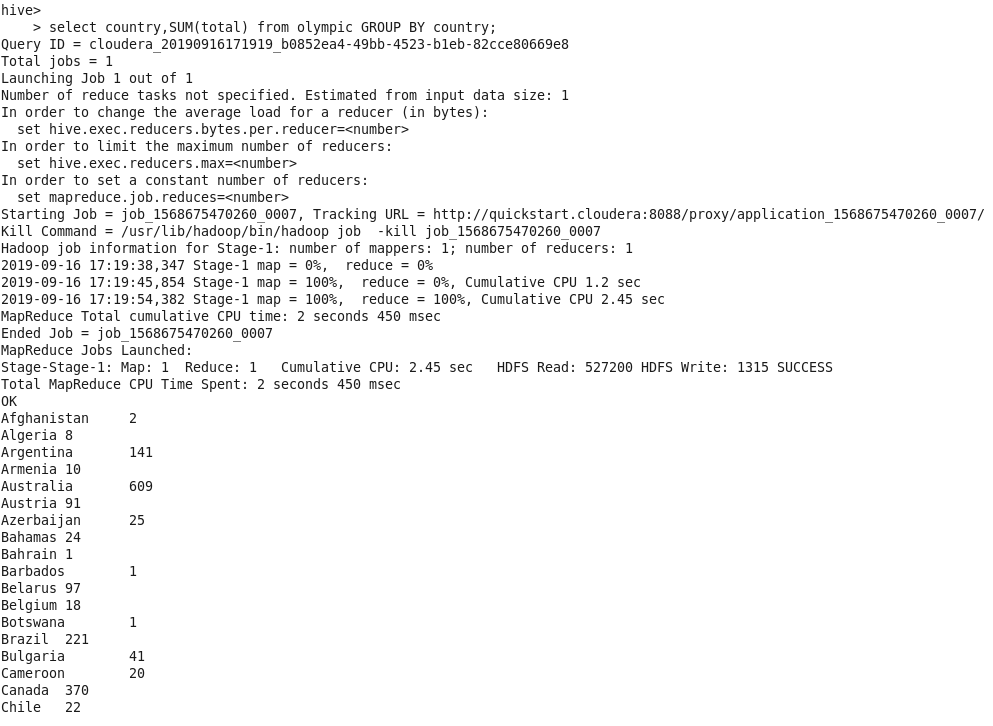 hive>
    > select country,SUM(total) from olympic GROUP BY country;
Query ID = cloudera_20190916171919_b0852ea4-49bb-4523-b1eb-82cce80669e8
Total jobs = 1
Launching Job 1 out of 1
Number of reduce tasks not specified. Estimated from input data size: 1
In order to change the average load for a reducer (in bytes):
  set hive.exec.reducers.bytes.per.reducer=<number>
In order to limit the maximum number of reducers:
  set hive.exec.reducers.max=<number>
In order to set a constant number of reducers:
  set mapreduce.job.reduces=<number>
Starting Job = job_1568675470260_0007, Tracking URL = http://quickstart.cloudera:8088/proxy/application_1568675470260_0007/
Kill Command = /usr/lib/hadoop/bin/hadoop job  -kill job_1568675470260_0007
Hadoop job information for Stage-1: number of mappers: 1; number of reducers: 1
2019-09-16 17:19:38,347 Stage-1 map = 0%,  reduce = 0%
2019-09-16 17:19:45,854 Stage-1 map = 100%,  reduce = 0%, Cumulative CPU 1.2 sec
2019-09-16 17:19:54,382 Stage-1 map = 100%,  reduce = 100%, Cumulative CPU 2.45 sec
MapReduce Total cumulative CPU time: 2 seconds 450 msec
Ended Job = job_1568675470260_0007
MapReduce Jobs Launched:
Stage-Stage-1: Map: 1  Reduce: 1   Cumulative CPU: 2.45 sec   HDFS Read: 527200 HDFS Write: 1315 SUCCESS
Total MapReduce CPU Time Spent: 2 seconds 450 msec
OK
Afghanistan     2
Algeria 8
Argentina       141
Armenia 10
Australia       609
Austria 91
Azerbaijan      25
Bahamas 24
Bahrain 1
Barbados        1
Belarus 97
Belgium 18
Botswana        1
Brazil  221
Bulgaria        41
Cameroon        20
Canada  370
Chile   22